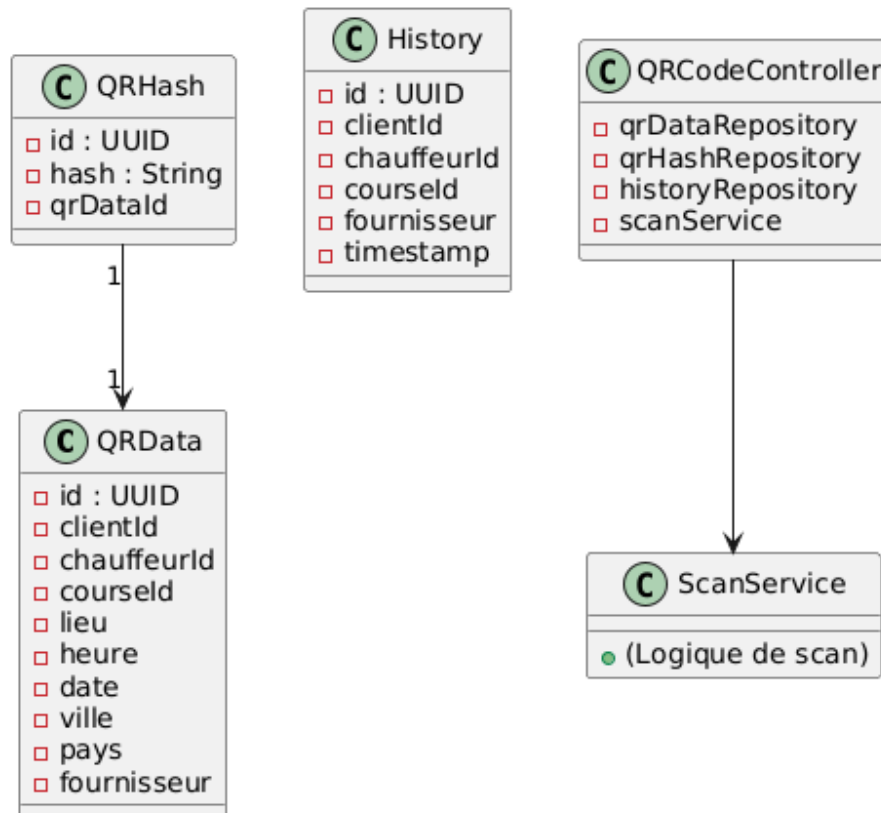 C QRHash
id : UUID
hash : String
qrDataId
1
1
C History
id : UUID
clientId
chauffeurId
courseId
fournisseur
timestamp
C QRCodeController
qrDataRepository
qrHashRepository
historyRepository
scanService
C QRData
id : UUID
clientId
chauffeurId
courseId
lieu
heure
date
ville
pays
fournisseur
C ScanService
(Logique de scan)